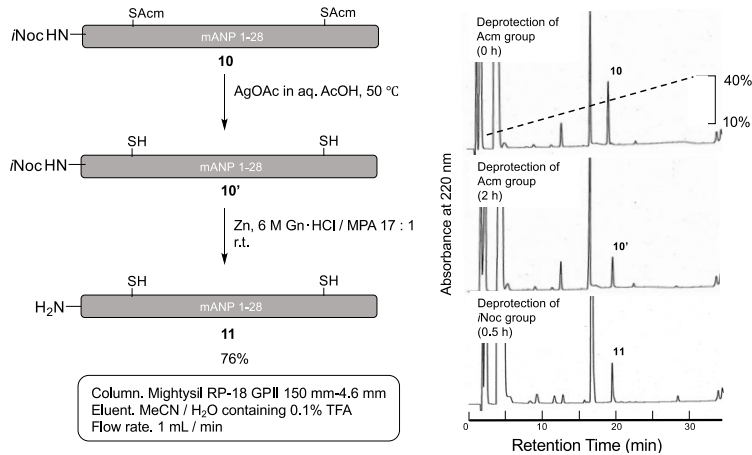 SAcm SAcm
iNoc HN mANP 1-28
10
AgOAc in aq. AcOH, 50 ℃
SH SH
iNoc HN mANP 1-28
10’
Zn, 6 M Gn·HCl / MPA 17 : 1
r.t.
SH SH
H2N mANP 1-28
11
76%
Column. Mightysil RP-18 GPII 150 mm-4.6 mm
Eluent. MeCN / H2O containing 0.1% TFA
Flow rate. 1 mL / min
Absorbance at 220 nm
Deprotection of
Acm group
(0 h)
10
40%
10%
Deprotection of
Acm group
(2 h)
10’
Deprotection of
iNoc group
(0.5 h)
11
0 10 20 30
Retention Time (min)